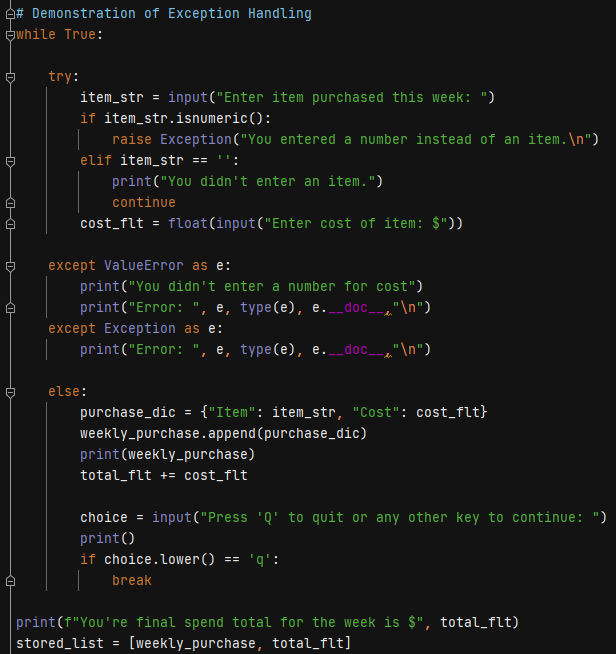 # Demonstration of Exception Handling
while True:
    try:
        item_str = input("Enter item purchased this week: ")
        if item_str.isnumeric():
            raise Exception("You entered a number instead of an item.\n")
        elif item_str == '':
            print("You didn't enter an item.")
            continue
        cost_flt = float(input("Enter cost of item: $"))
    except ValueError as e:
        print("You didn't enter a number for cost")
        print("Error: ", e, type(e), e.__doc__,"\n")
    except Exception as e:
        print("Error: ", e, type(e), e.__doc__,"\n")
    else:
        purchase_dic = {"Item": item_str, "Cost": cost_flt}
        weekly_purchase.append(purchase_dic)
        print(weekly_purchase)
        total_flt += cost_flt
        choice = input("Press 'Q' to quit or any other key to continue: ")
        print()
        if choice.lower() == 'q':
            break
print(f"You're final spend total for the week is $", total_flt)
stored_list = [weekly_purchase, total_flt]